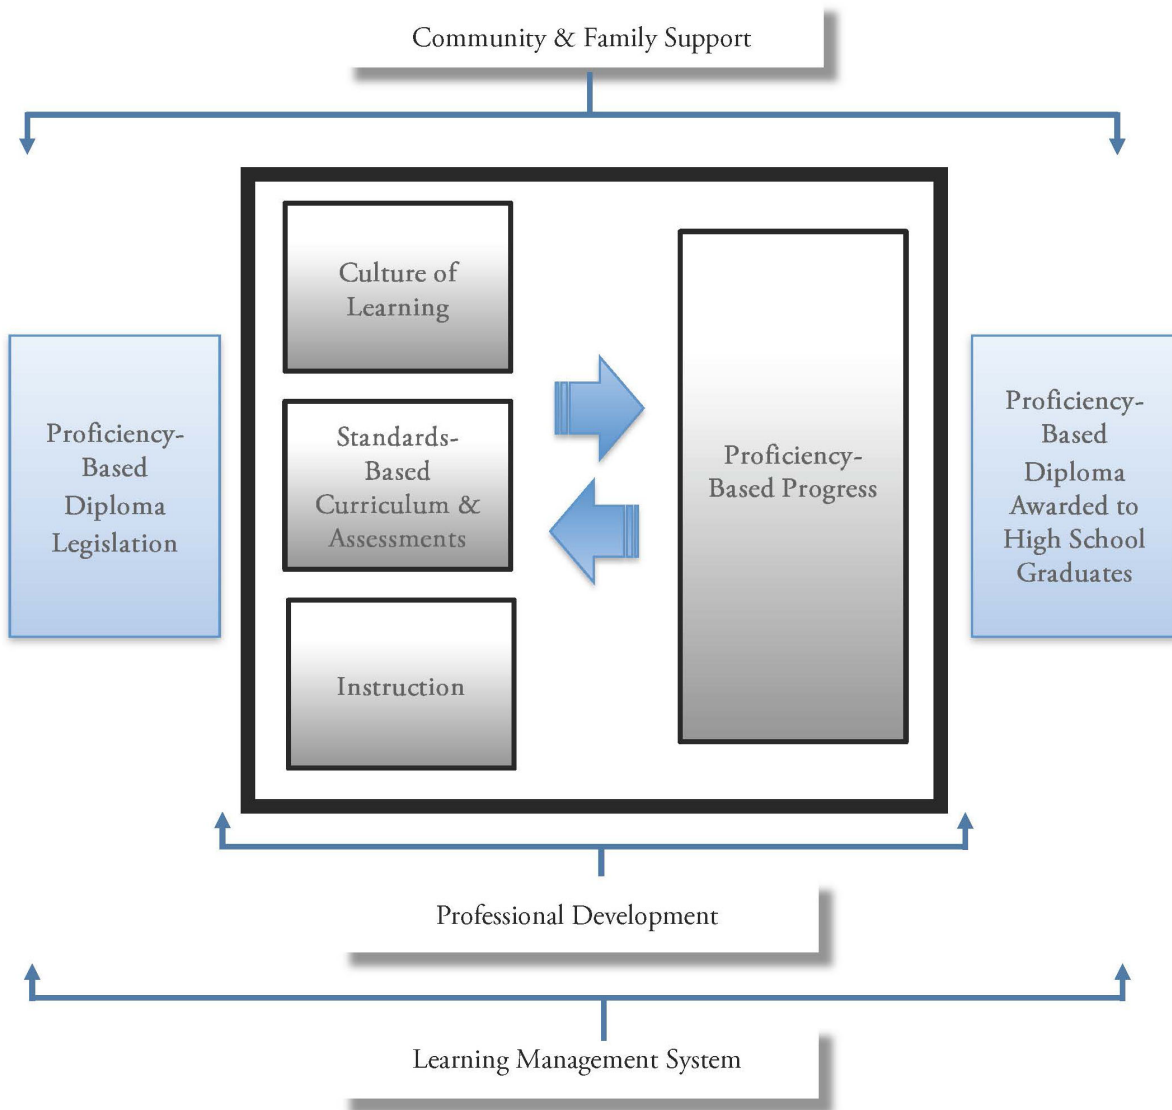 Community & Family Support
Culture of
Learning
Proficiency-
Based
Diploma
Legislation
Standards-
Based
Curriculum &
Assessments
Proficiency-
Based Progress
Proficiency-
Based
Diploma
Awarded to
High School
Graduates
Instruction
Professional Development
Learning Management System